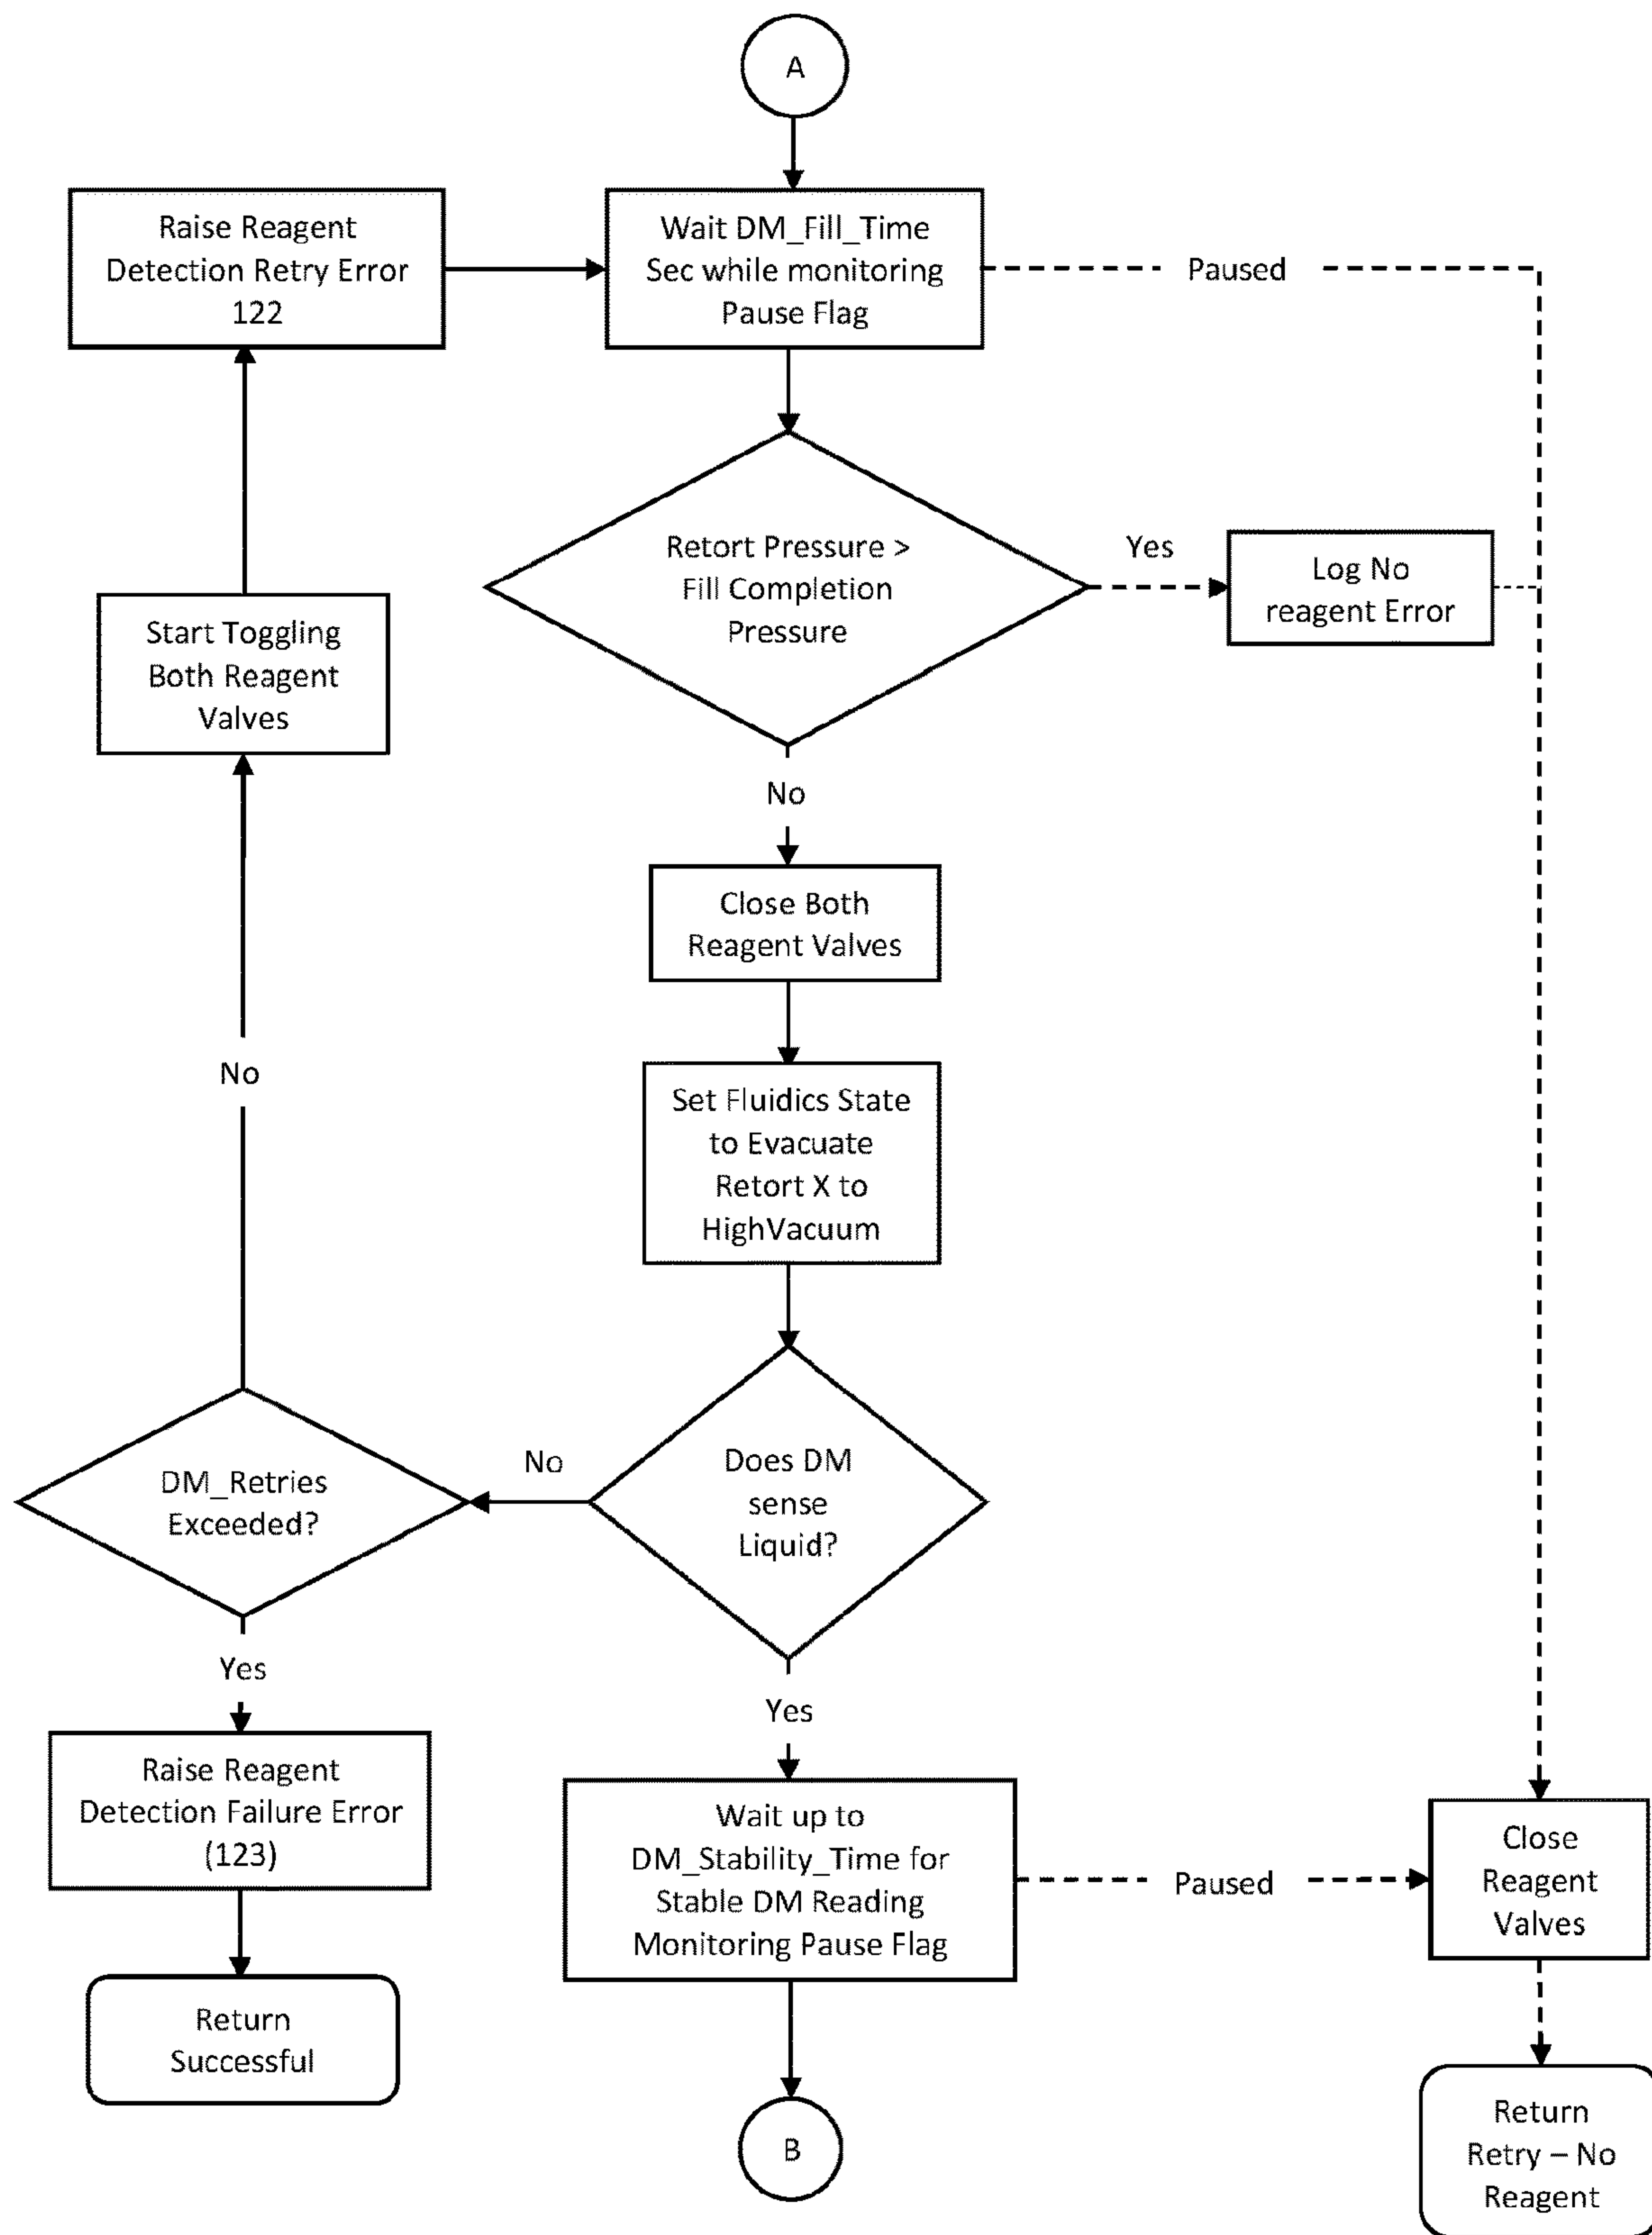 A
Raise Reagent
Detection Retry Error
122
Wait DM_Fill_Time
Sec while monitoring
Pause Flag
Paused
Retort Pressure >
Fill Completion
Pressure
Yes
Log No
reagent Error
Start Toggling
Both Reagent
Valves
No
Close Both
Reagent Valves
No
Set Fluidics State
to Evacuate
Retort X to
HighVacuum
DM_Retries
Exceeded?
No
Does DM
sense
Liquid?
Yes
Yes
Raise Reagent
Detection Failure Error
(123)
Wait up to
DM_Stability_Time for
Stable DM Reading
Monitoring Pause Flag
Paused
Close
Reagent
Valves
Return
Successful
B
Return
Retry – No
Reagent